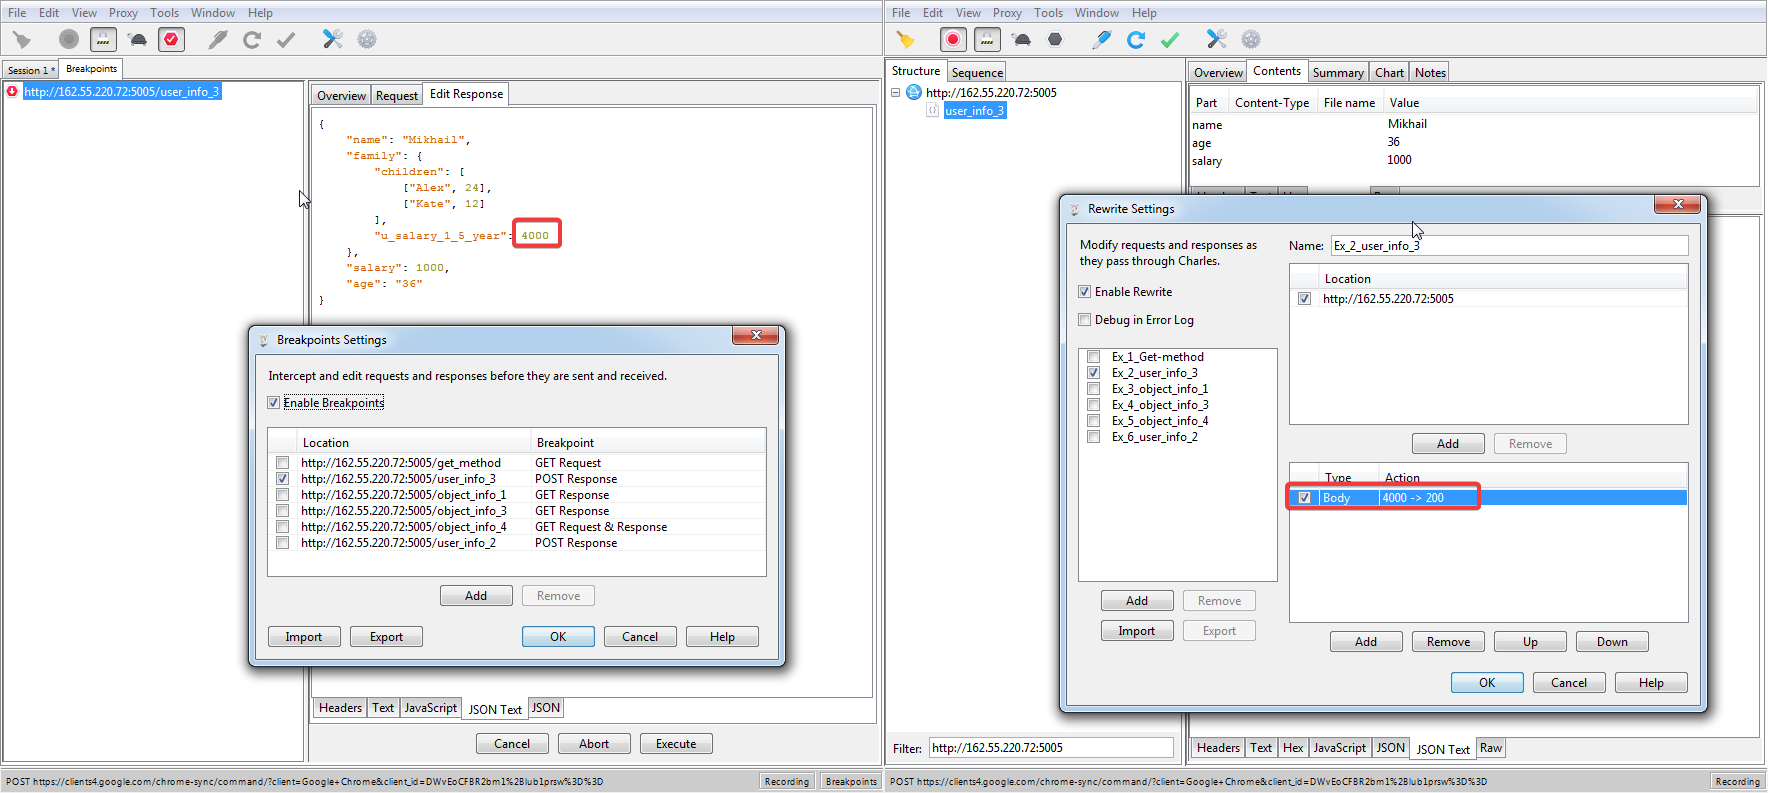 File Edit View Proxy Tools Window Help
Session 1 * Breakpoints
http://162.55.220.72:5005/user_info_3
Overview Request Edit Response
{
"name": "Mikhail",
"family": {
"children": [
["Alex", 24],
["Kate", 12]
],
"u_salary_1_5_year": 4000
},
"salary": 1000,
"age": "36"
}
Breakpoints Settings
Intercept and edit requests and responses before they are sent and received.
Enable Breakpoints
Location Breakpoint
http://162.55.220.72:5005/get_method GET Request
http://162.55.220.72:5005/user_info_3 POST Response
http://162.55.220.72:5005/object_info_1 GET Response
http://162.55.220.72:5005/object_info_3 GET Response
http://162.55.220.72:5005/object_info_4 GET Request & Response
http://162.55.220.72:5005/user_info_2 POST Response
Add Remove
Import Export OK Cancel Help
Headers Text JavaScript JSON Text JSON
Cancel Abort Execute
POST https://clients4.google.com/chrome-sync/command/?client=Google+Chrome&client_id=DWvEoCFBR2bm1%2BIub1prsw%3D%3D Recording Breakpoints
File Edit View Proxy Tools Window Help
Structure Sequence
http://162.55.220.72:5005
user_info_3
Overview Contents Summary Chart Notes
Part Content-Type File name Value
name Mikhail
age 36
salary 1000
Rewrite Settings
Modify requests and responses as
they pass through Charles.
Enable Rewrite
Debug in Error Log
Ex_1_Get-method
Ex_2_user_info_3
Ex_3_object_info_1
Ex_4_object_info_3
Ex_5_object_info_4
Ex_6_user_info_2
Add Remove
Import Export
Name: Ex_2_user_info_3
Location
http://162.55.220.72:5005
Add Remove
Type Action
Body 4000 -> 200
Add Remove Up Down
OK Cancel Help
Filter: http://162.55.220.72:5005
Headers Text Hex JavaScript JSON JSON Text Raw
POST https://clients4.google.com/chrome-sync/command/?client=Google+Chrome&client_id=DWvEoCFBR2bm1%2BIub1prsw%3D%3D Recording